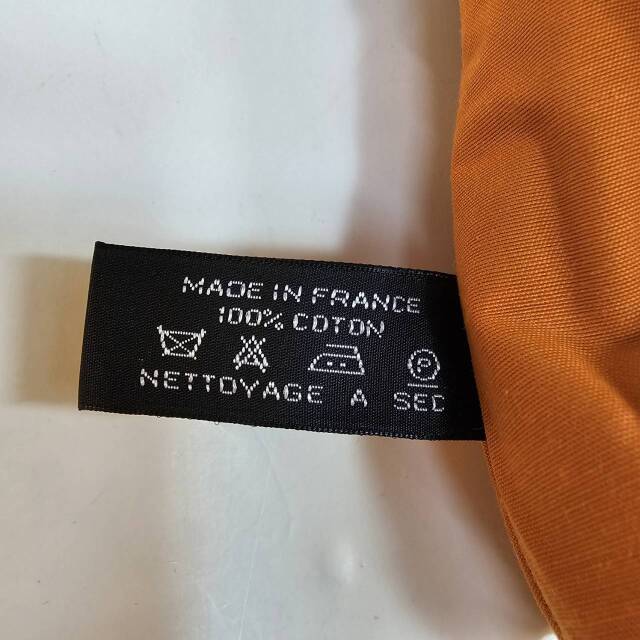 MADE IN FRANCE
100% COTON
P
NETTOYAGE A SEC